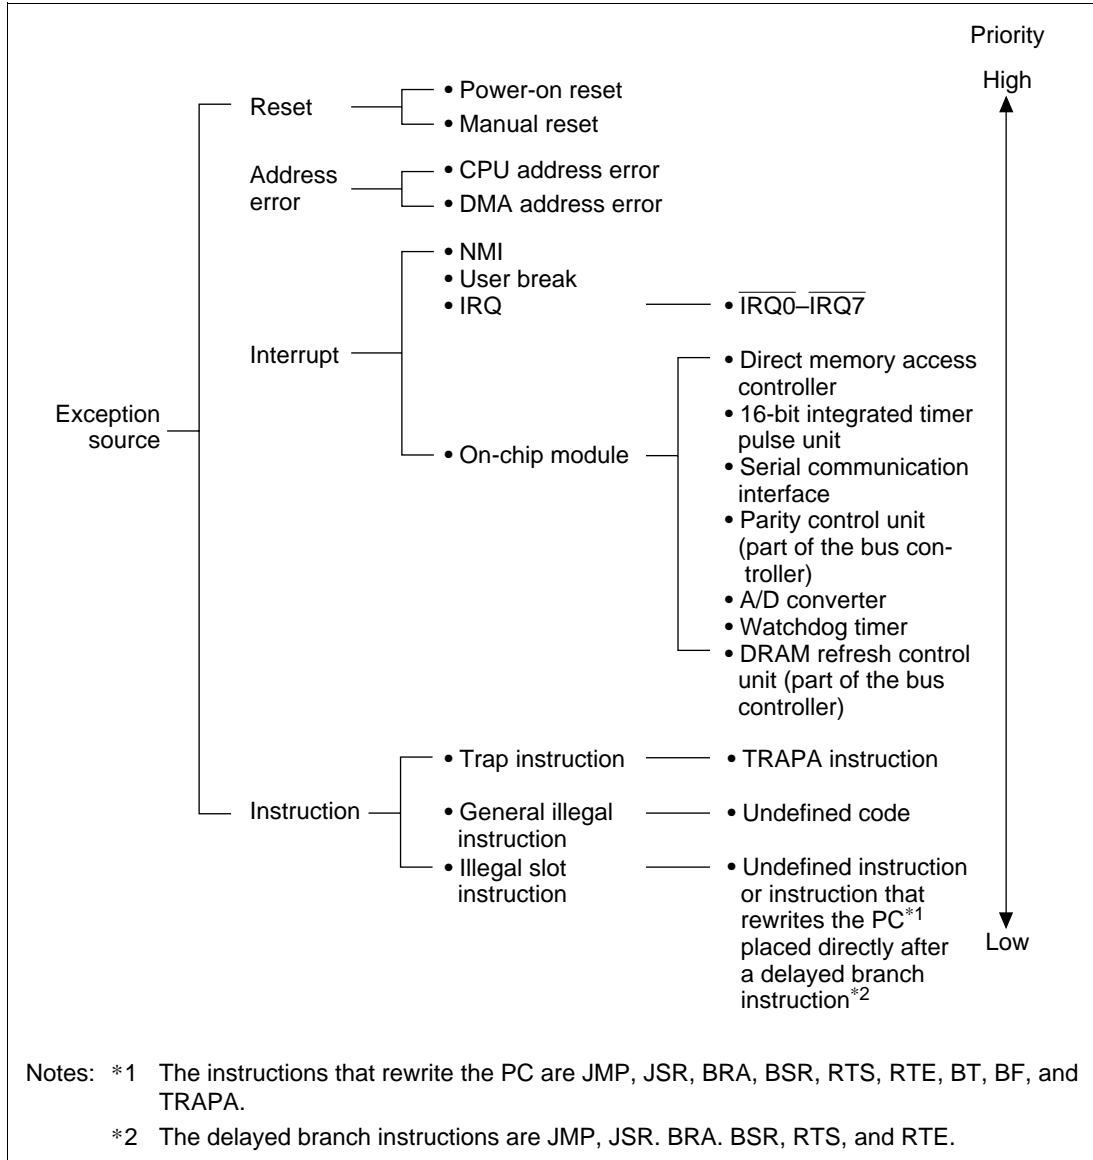 Priority
High
Reset
• Power-on reset
• Manual reset
Address
error
• CPU address error
• DMA address error
Interrupt
• NMI
• User break
• IRQ
• IRQ0–IRQ7
• On-chip module
• Direct memory access
controller
• 16-bit integrated timer
pulse unit
• Serial communication
interface
• Parity control unit
(part of the bus con-
troller)
• A/D converter
• Watchdog timer
• DRAM refresh control
unit (part of the bus
controller)
Exception
source
Instruction
• Trap instruction
• TRAPA instruction
• General illegal
instruction
• Undefined code
• Illegal slot
instruction
• Undefined instruction
or instruction that
rewrites the PC*1
placed directly after
a delayed branch
instruction*2
Low
Notes: *1 The instructions that rewrite the PC are JMP, JSR, BRA, BSR, RTS, RTE, BT, BF, and
TRAPA.
*2 The delayed branch instructions are JMP, JSR. BRA. BSR, RTS, and RTE.